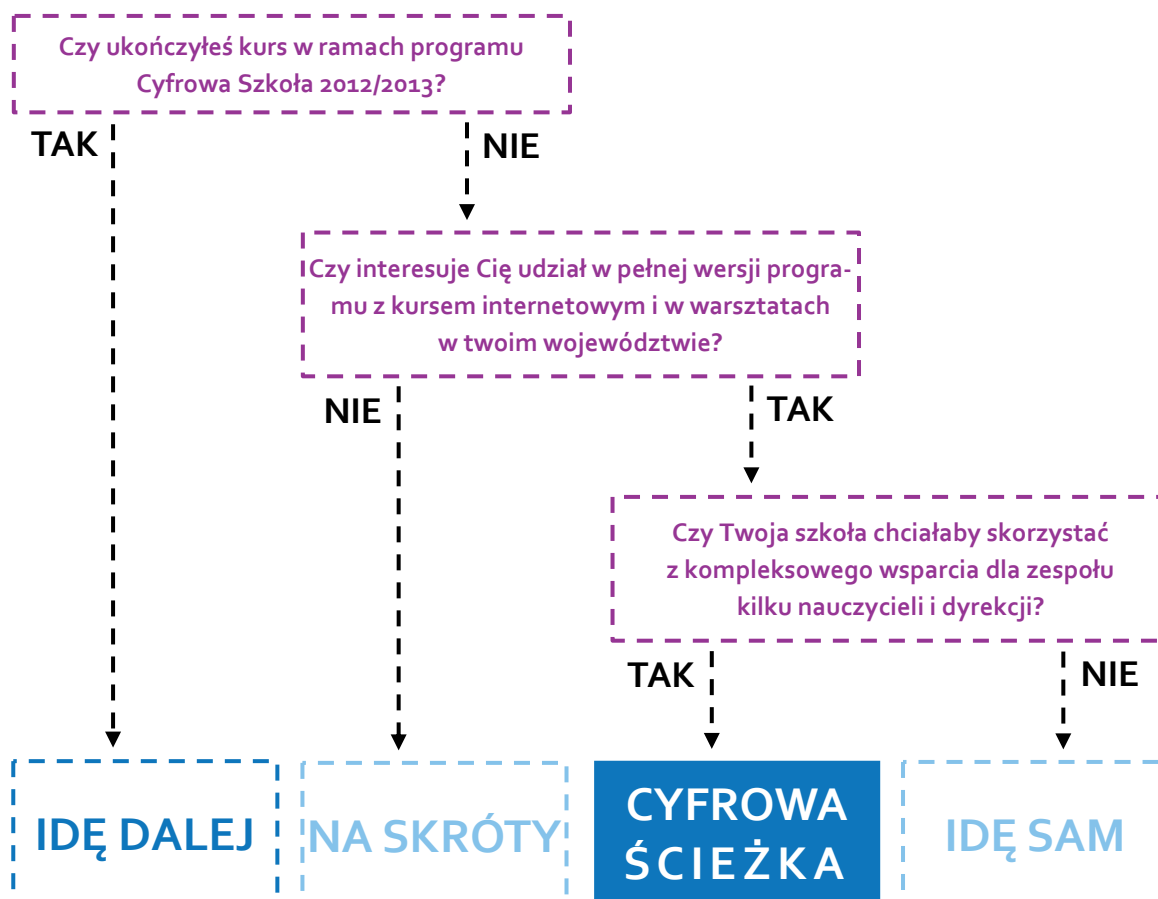 Czy ukończyłeś kurs w ramach programu
Cyfrowa Szkoła 2012/2013?
TAK
NIE
Czy interesuje Cię udział w pełnej wersji progra-
mu z kursem internetowym i w warsztatach
w twoim województwie?
NIE
TAK
Czy Twoja szkoła chciałaby skorzystać
z kompleksowego wsparcia dla zespołu
kilku nauczycieli i dyrekcji?
TAK
NIE
IDĘ DALEJ
NA SKRÓTY
CYFROWA
ŚCIEŻKA
IDĘ SAM